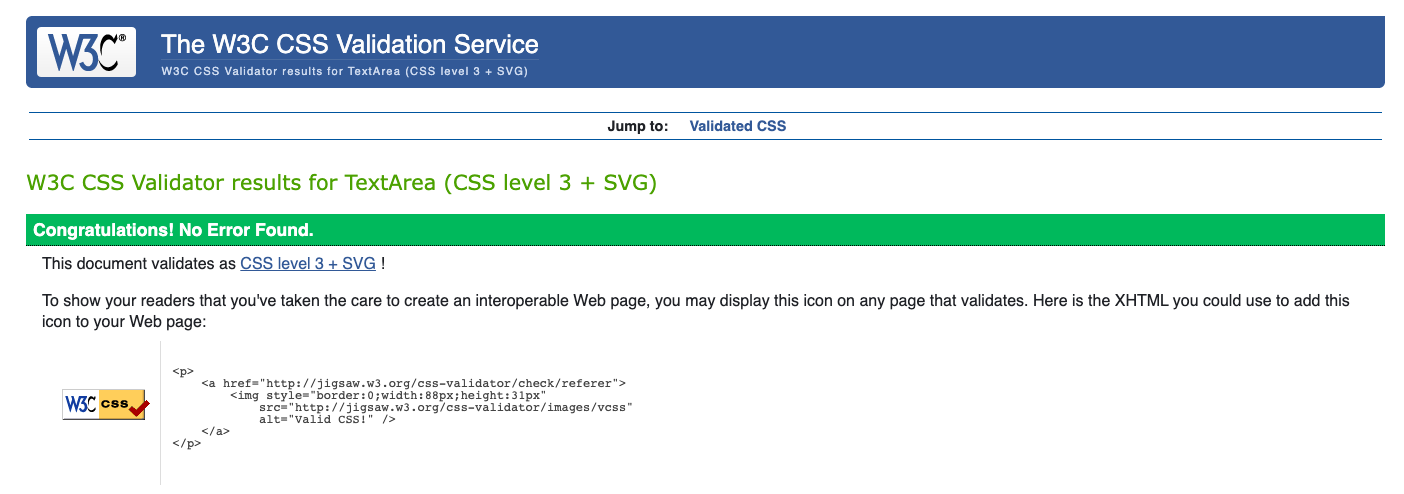 W3C®
The W3C CSS Validation Service
W3C CSS Validator results for TextArea (CSS level 3 + SVG)
Jump to: Validated CSS
W3C CSS Validator results for TextArea (CSS level 3 + SVG)
Congratulations! No Error Found.
This document validates as CSS level 3 + SVG !
To show your readers that you've taken the care to create an interoperable Web page, you may display this icon on any page that validates. Here is the XHTML you could use to add this
icon to your Web page:
W3C css
<p>
    <a href="http://jigsaw.w3.org/css-validator/check/referer">
        <img style="border:0;width:88px;height:31px"
            src="http://jigsaw.w3.org/css-validator/images/vcss"
            alt="Valid CSS!" />
    </a>
</p>